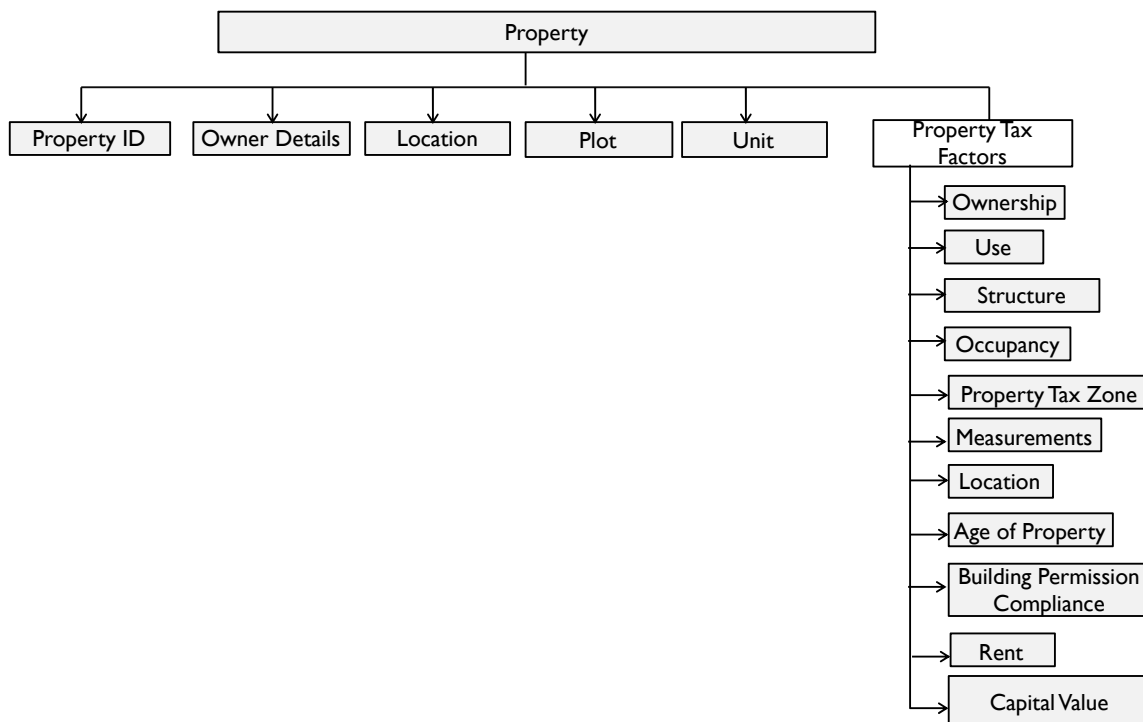 Property
Property ID
Owner Details
Location
Plot
Unit
Property Tax
Factors
Ownership
Use
Structure
Occupancy
Property Tax Zone
Measurements
Location
Age of Property
Building Permission
Compliance
Rent
Capital Value